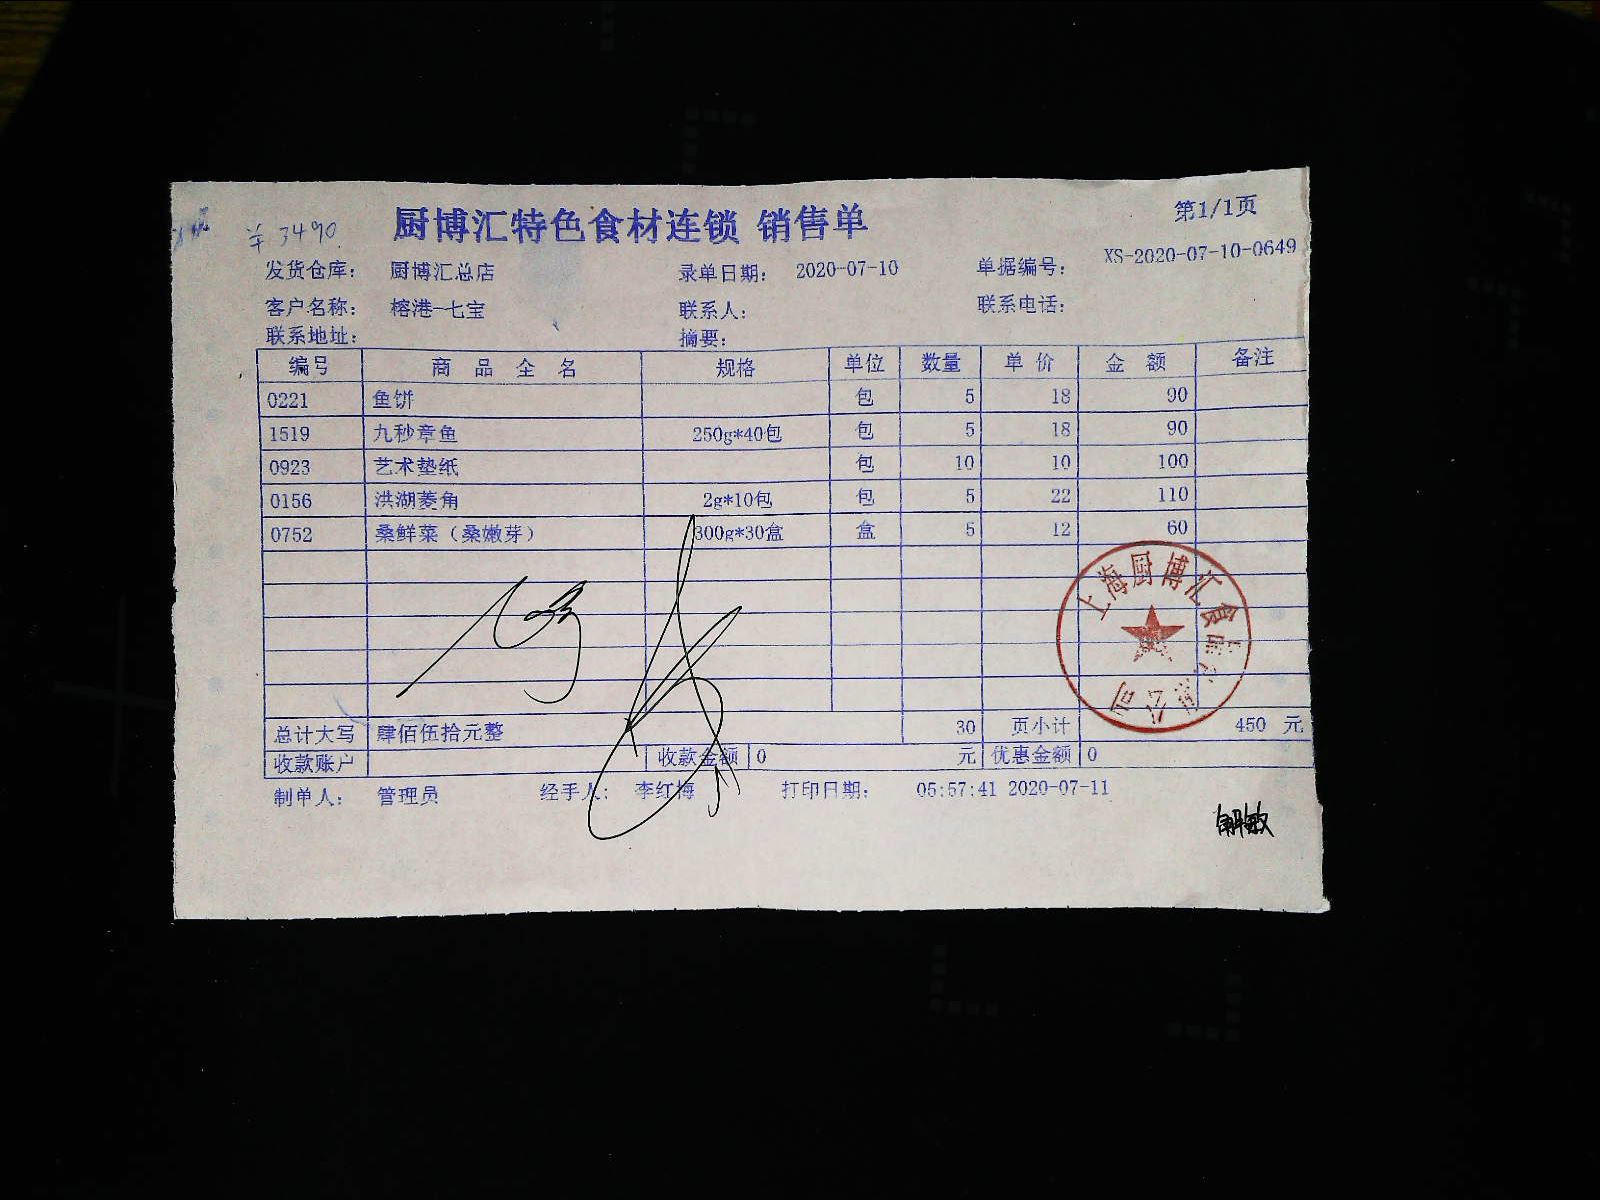 ¥3490
厨博汇特色食材连锁 销售单
第1/1页
发货仓库： 厨博汇总店 录单日期： 2020-07-10 单据编号： XS-2020-07-10-0649
客户名称： 榕港-七宝 联系人： 联系电话：
联系地址： 摘要：
编号 商品全名 规格 单位 数量 单价 金额 备注
0221 鱼饼 包 5 18 90
1519 九秒章鱼 250g*40包 包 5 18 90
0923 艺术垫纸 包 10 10 100
0156 洪湖菱角 2g*10包 包 5 22 110
0752 桑鲜菜（桑嫩芽） 300g*30盒 盒 5 12 60
上海厨博汇食品有限公司
总计大写 肆佰伍拾元整 30 页小计 450 元
收款账户 收款金额 0 元 优惠金额 0
制单人： 管理员 经手人： 李红梅 打印日期： 05:57:41 2020-07-11